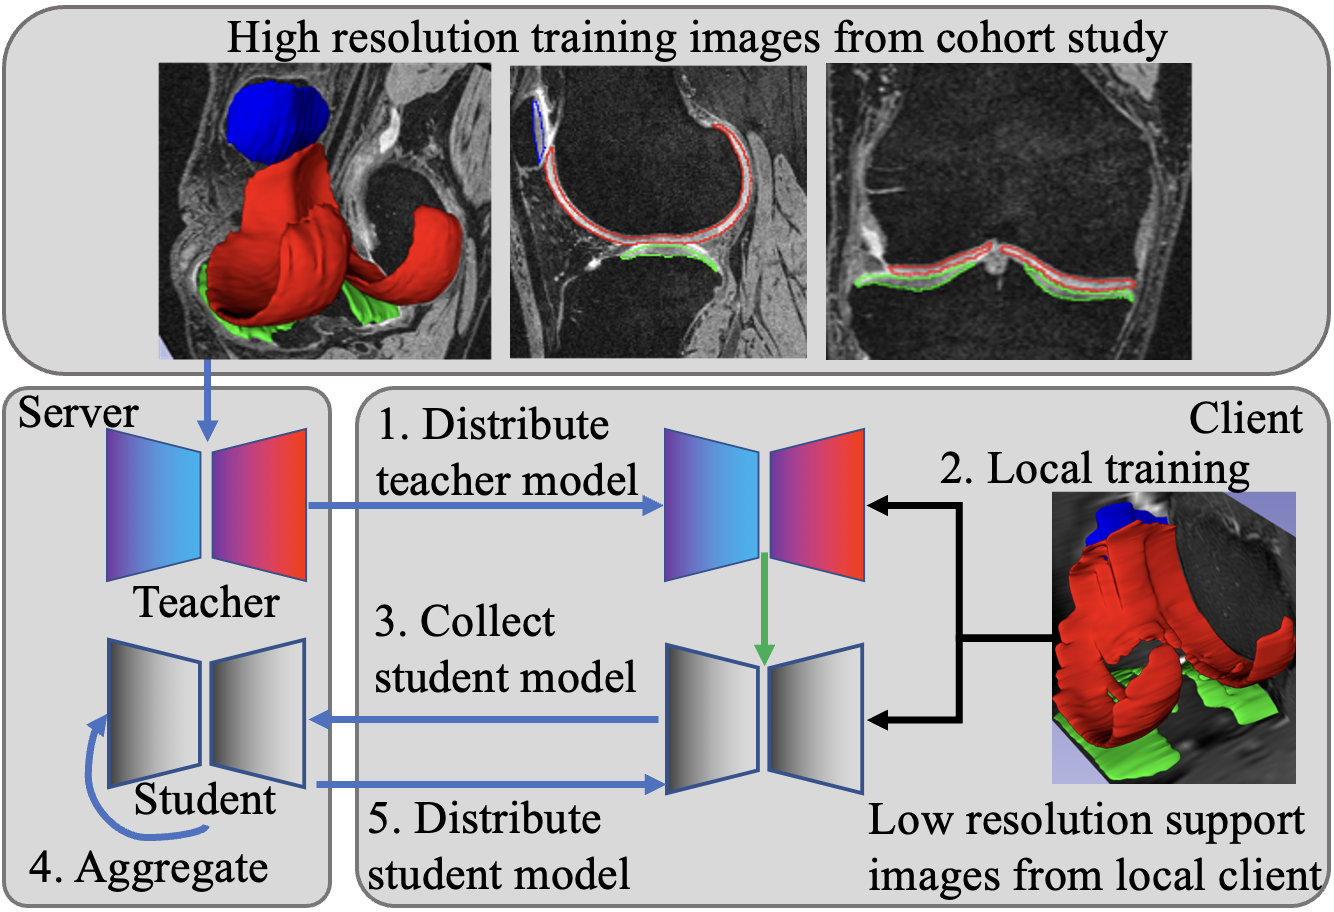 High resolution training images from cohort study
Server
Teacher
Student
4. Aggregate
1. Distribute
teacher model
3. Collect
student model
5. Distribute
student model
Client
2. Local training
Low resolution support
images from local client